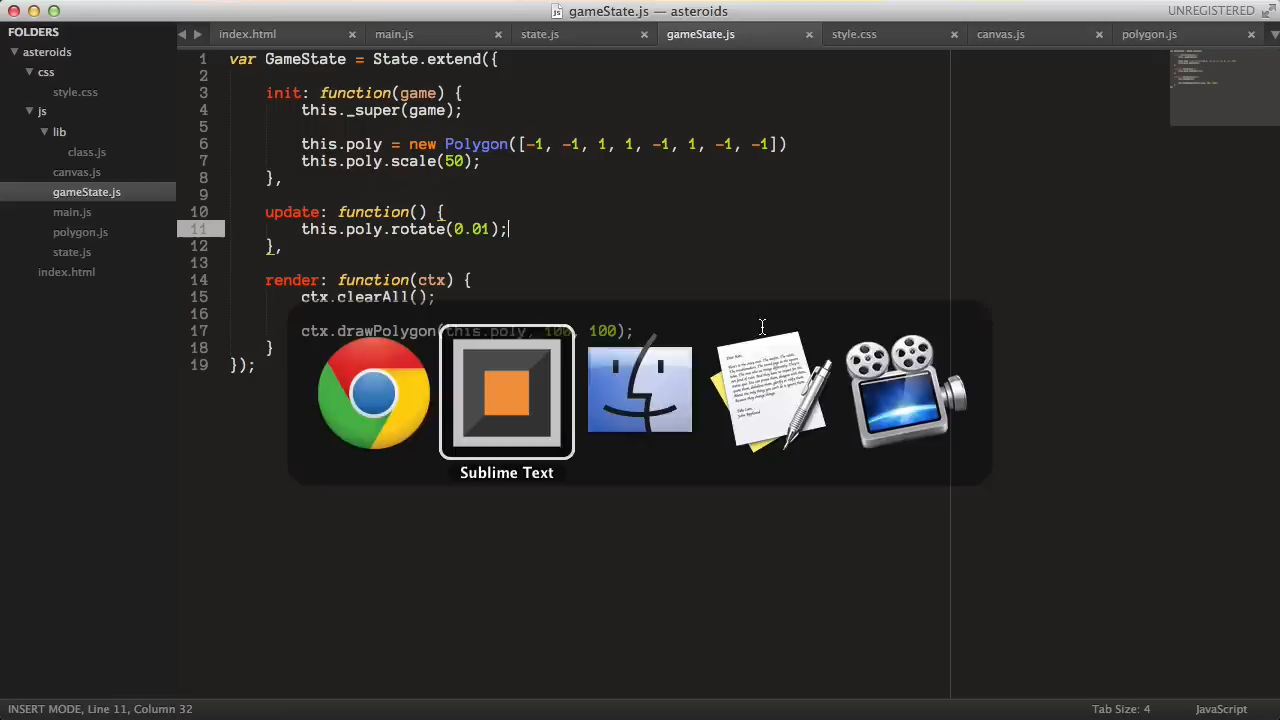 gameState.js — asteroids
UNREGISTERED
FOLDERS
asteroids
css
style.css
js
lib
class.js
canvas.js
gameState.js
main.js
polygon.js
state.js
index.html
index.html
main.js
state.js
gameState.js
style.css
canvas.js
polygon.js
1 var GameState = State.extend({
2
3 init: function(game) {
4 this._super(game);
5
6 this.poly = new Polygon([-1, -1, 1, 1, -1, 1, -1, -1])
7 this.poly.scale(50);
8 },
9
10 update: function() {
11 this.poly.rotate(0.01);
12 },
13
14 render: function(ctx) {
15 ctx.clearAll();
16
17 ctx.drawPolygon(this.poly, 100, 100);
18 }
19 });
Sublime Text
INSERT MODE, Line 11, Column 32
Tab Size: 4
JavaScript